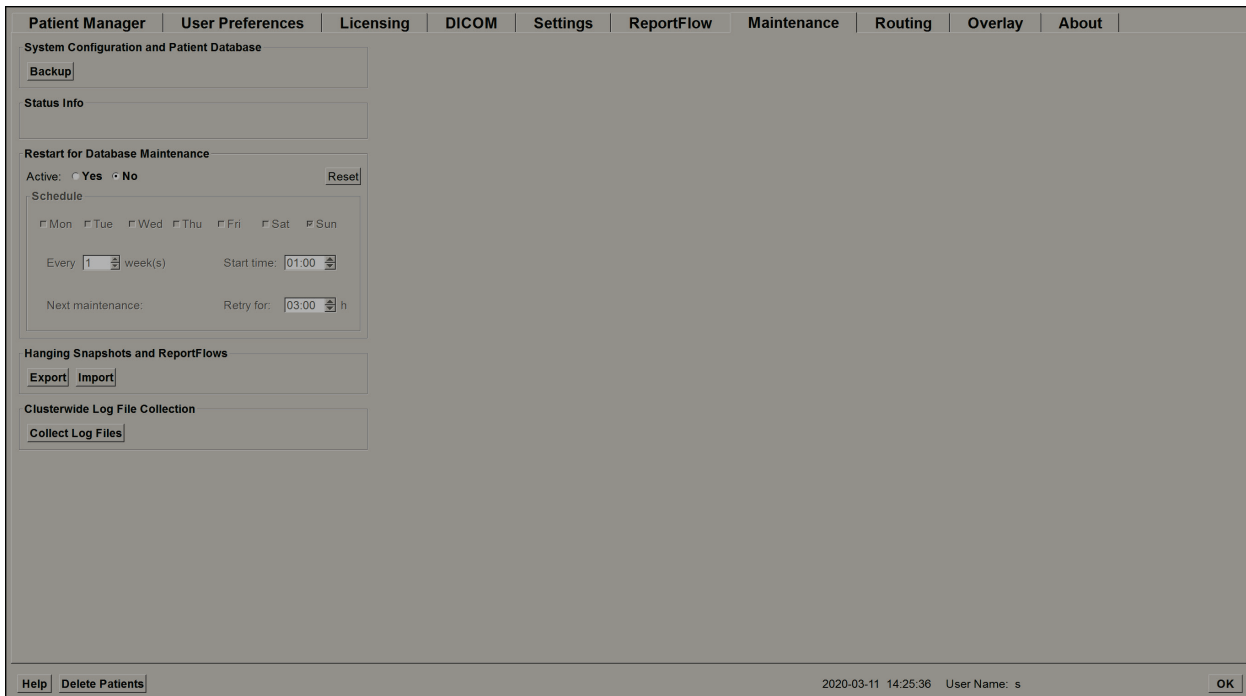 Patient Manager User Preferences Licensing DICOM Settings ReportFlow Maintenance Routing Overlay About
System Configuration and Patient Database
Backup
Status Info
Restart for Database Maintenance
Active: Yes No Reset
Schedule
Mon Tue Wed Thu Fri Sat Sun
Every 1 week(s) Start time: 01:00
Next maintenance: Retry for: 03:00 h
Hanging Snapshots and ReportFlows
Export Import
Clusterwide Log File Collection
Collect Log Files
Help Delete Patients 2020-03-11 14:25:36 User Name: s OK